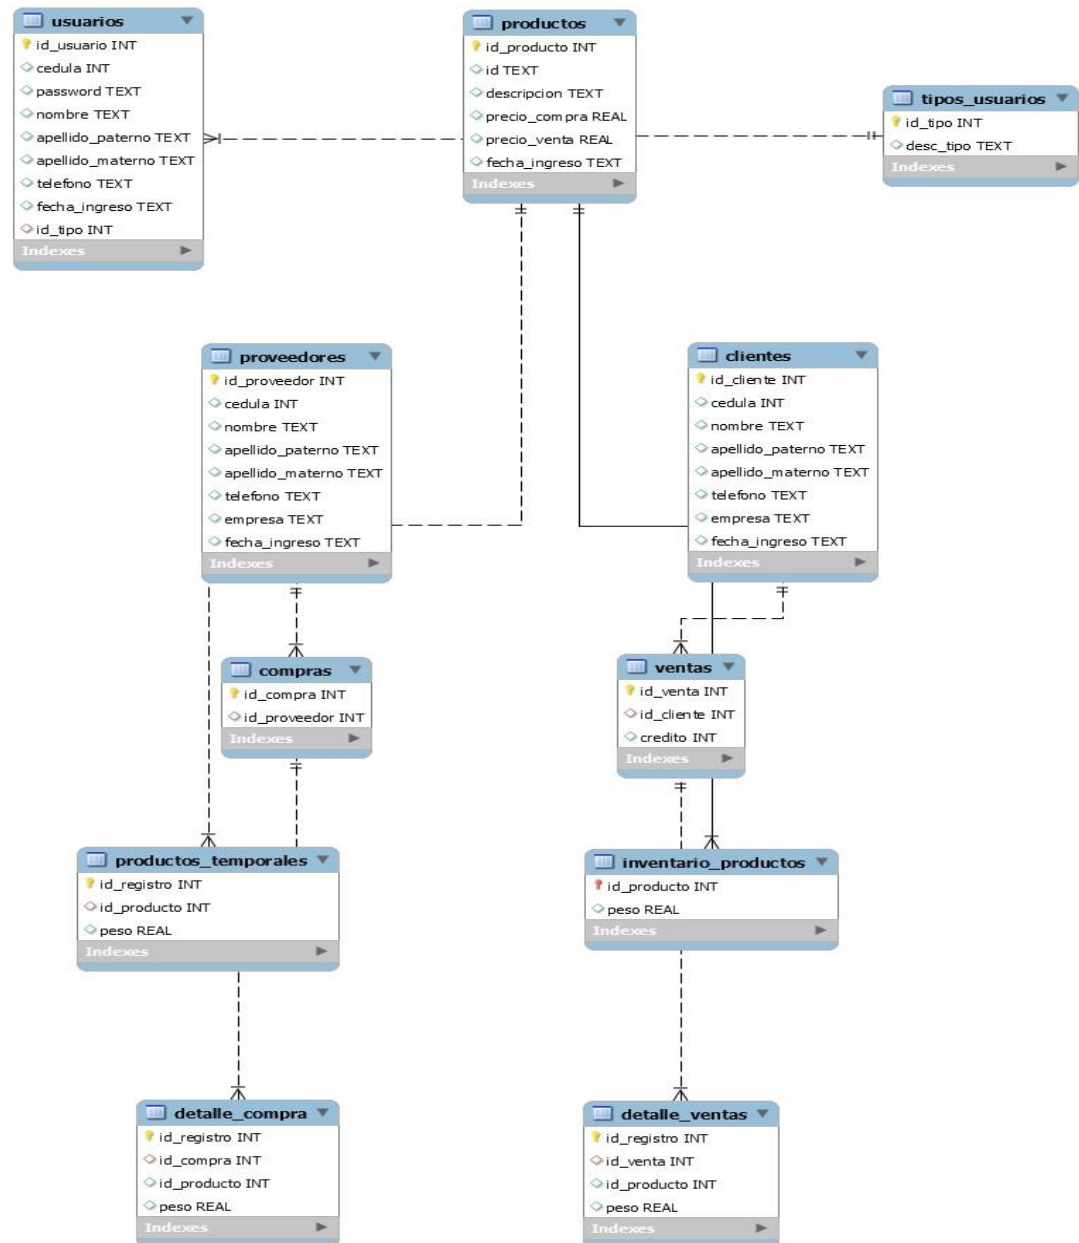 usuarios
id_usuario INT
cedula INT
password TEXT
nombre TEXT
apellido_paterno TEXT
apellido_materno TEXT
telefono TEXT
fecha_ingreso TEXT
id_tipo INT
Indexes
productos
id_producto INT
id TEXT
descripcion TEXT
precio_compra REAL
precio_venta REAL
fecha_ingreso TEXT
Indexes
tipos_usuarios
id_tipo INT
desc_tipo TEXT
Indexes
proveedores
id_proveedor INT
cedula INT
nombre TEXT
apellido_paterno TEXT
apellido_materno TEXT
telefono TEXT
empresa TEXT
fecha_ingreso TEXT
Indexes
clientes
id_cliente INT
cedula INT
nombre TEXT
apellido_paterno TEXT
apellido_materno TEXT
telefono TEXT
empresa TEXT
fecha_ingreso TEXT
Indexes
compras
id_compra INT
id_proveedor INT
Indexes
ventas
id_venta INT
id_cliente INT
credito INT
Indexes
productos_temporales
id_registro INT
id_producto INT
peso REAL
Indexes
inventario_productos
id_producto INT
peso REAL
Indexes
detalle_compra
id_registro INT
id_compra INT
id_producto INT
peso REAL
Indexes
detalle_ventas
id_registro INT
id_venta INT
id_producto INT
peso REAL
Indexes